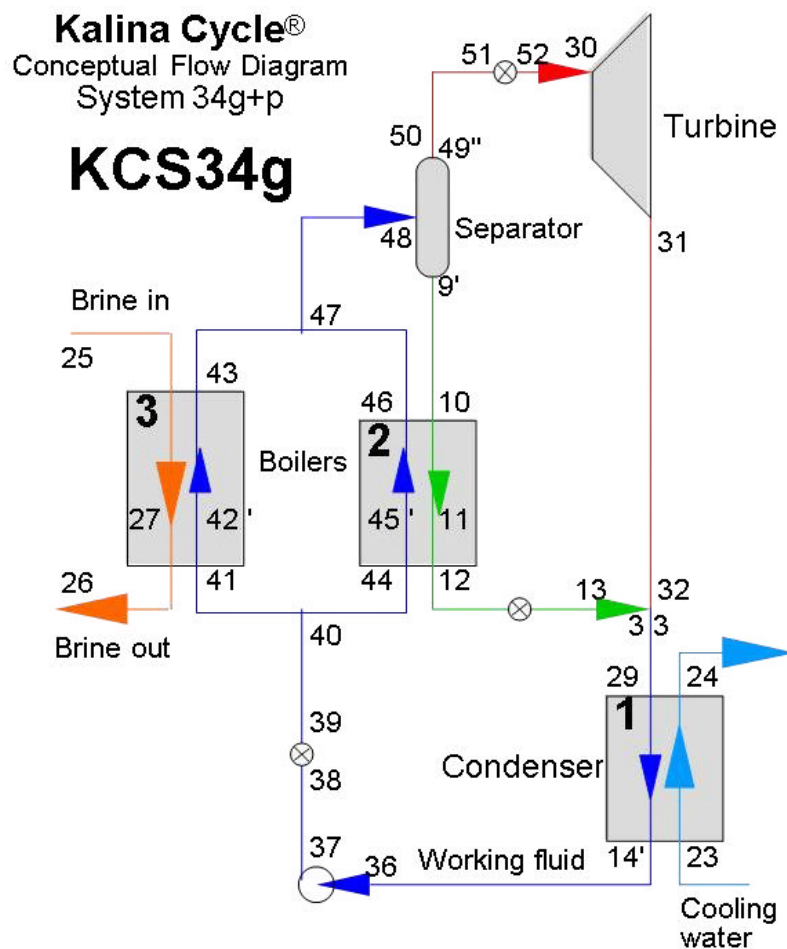 Kalina Cycle®
Conceptual Flow Diagram
System 34g+p
KCS34g
51 52 30
50 49"
Turbine
48 Separator
31
9'
Brine in
47
25
43
46 10
3
Boilers
2
27 42 '
45 ' 11
26
41
44 12
13 32
Brine out
40
3 3
29 24
39
1
38
Condenser
37
36 Working fluid
14' 23
Cooling
water